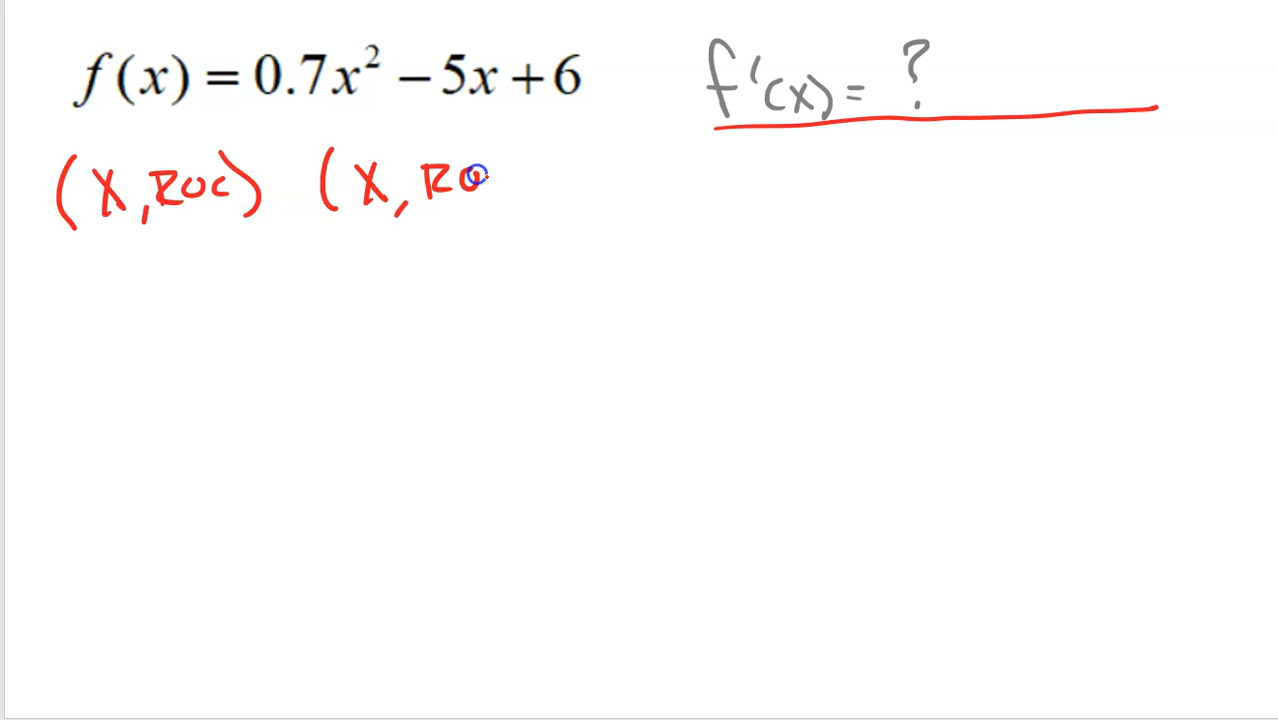 f(x) = 0.7x² − 5x + 6
f'(x) = ?
(X, ROC) (X, RO